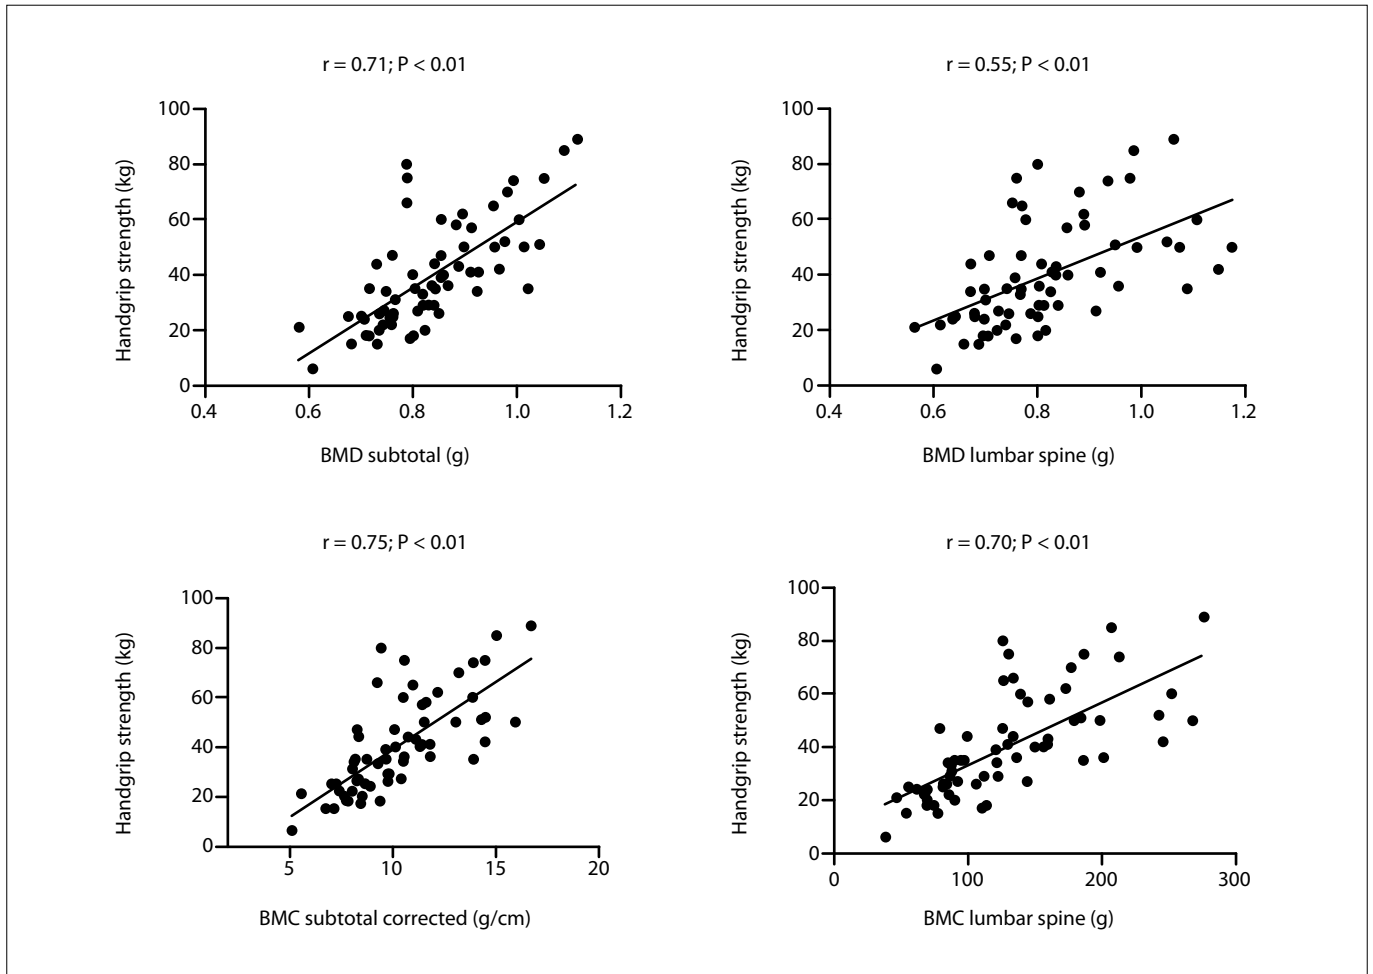 r = 0.71; P < 0.01
Handgrip strength (kg)
100
80
60
40
20
0
0.4 0.6 0.8 1.0 1.2
BMD subtotal (g)
r = 0.55; P < 0.01
Handgrip strength (kg)
100
80
60
40
20
0
0.4 0.6 0.8 1.0 1.2
BMD lumbar spine (g)
r = 0.75; P < 0.01
Handgrip strength (kg)
100
80
60
40
20
0
5 10 15 20
BMC subtotal corrected (g/cm)
r = 0.70; P < 0.01
Handgrip strength (kg)
100
80
60
40
20
0
0 100 200 300
BMC lumbar spine (g)